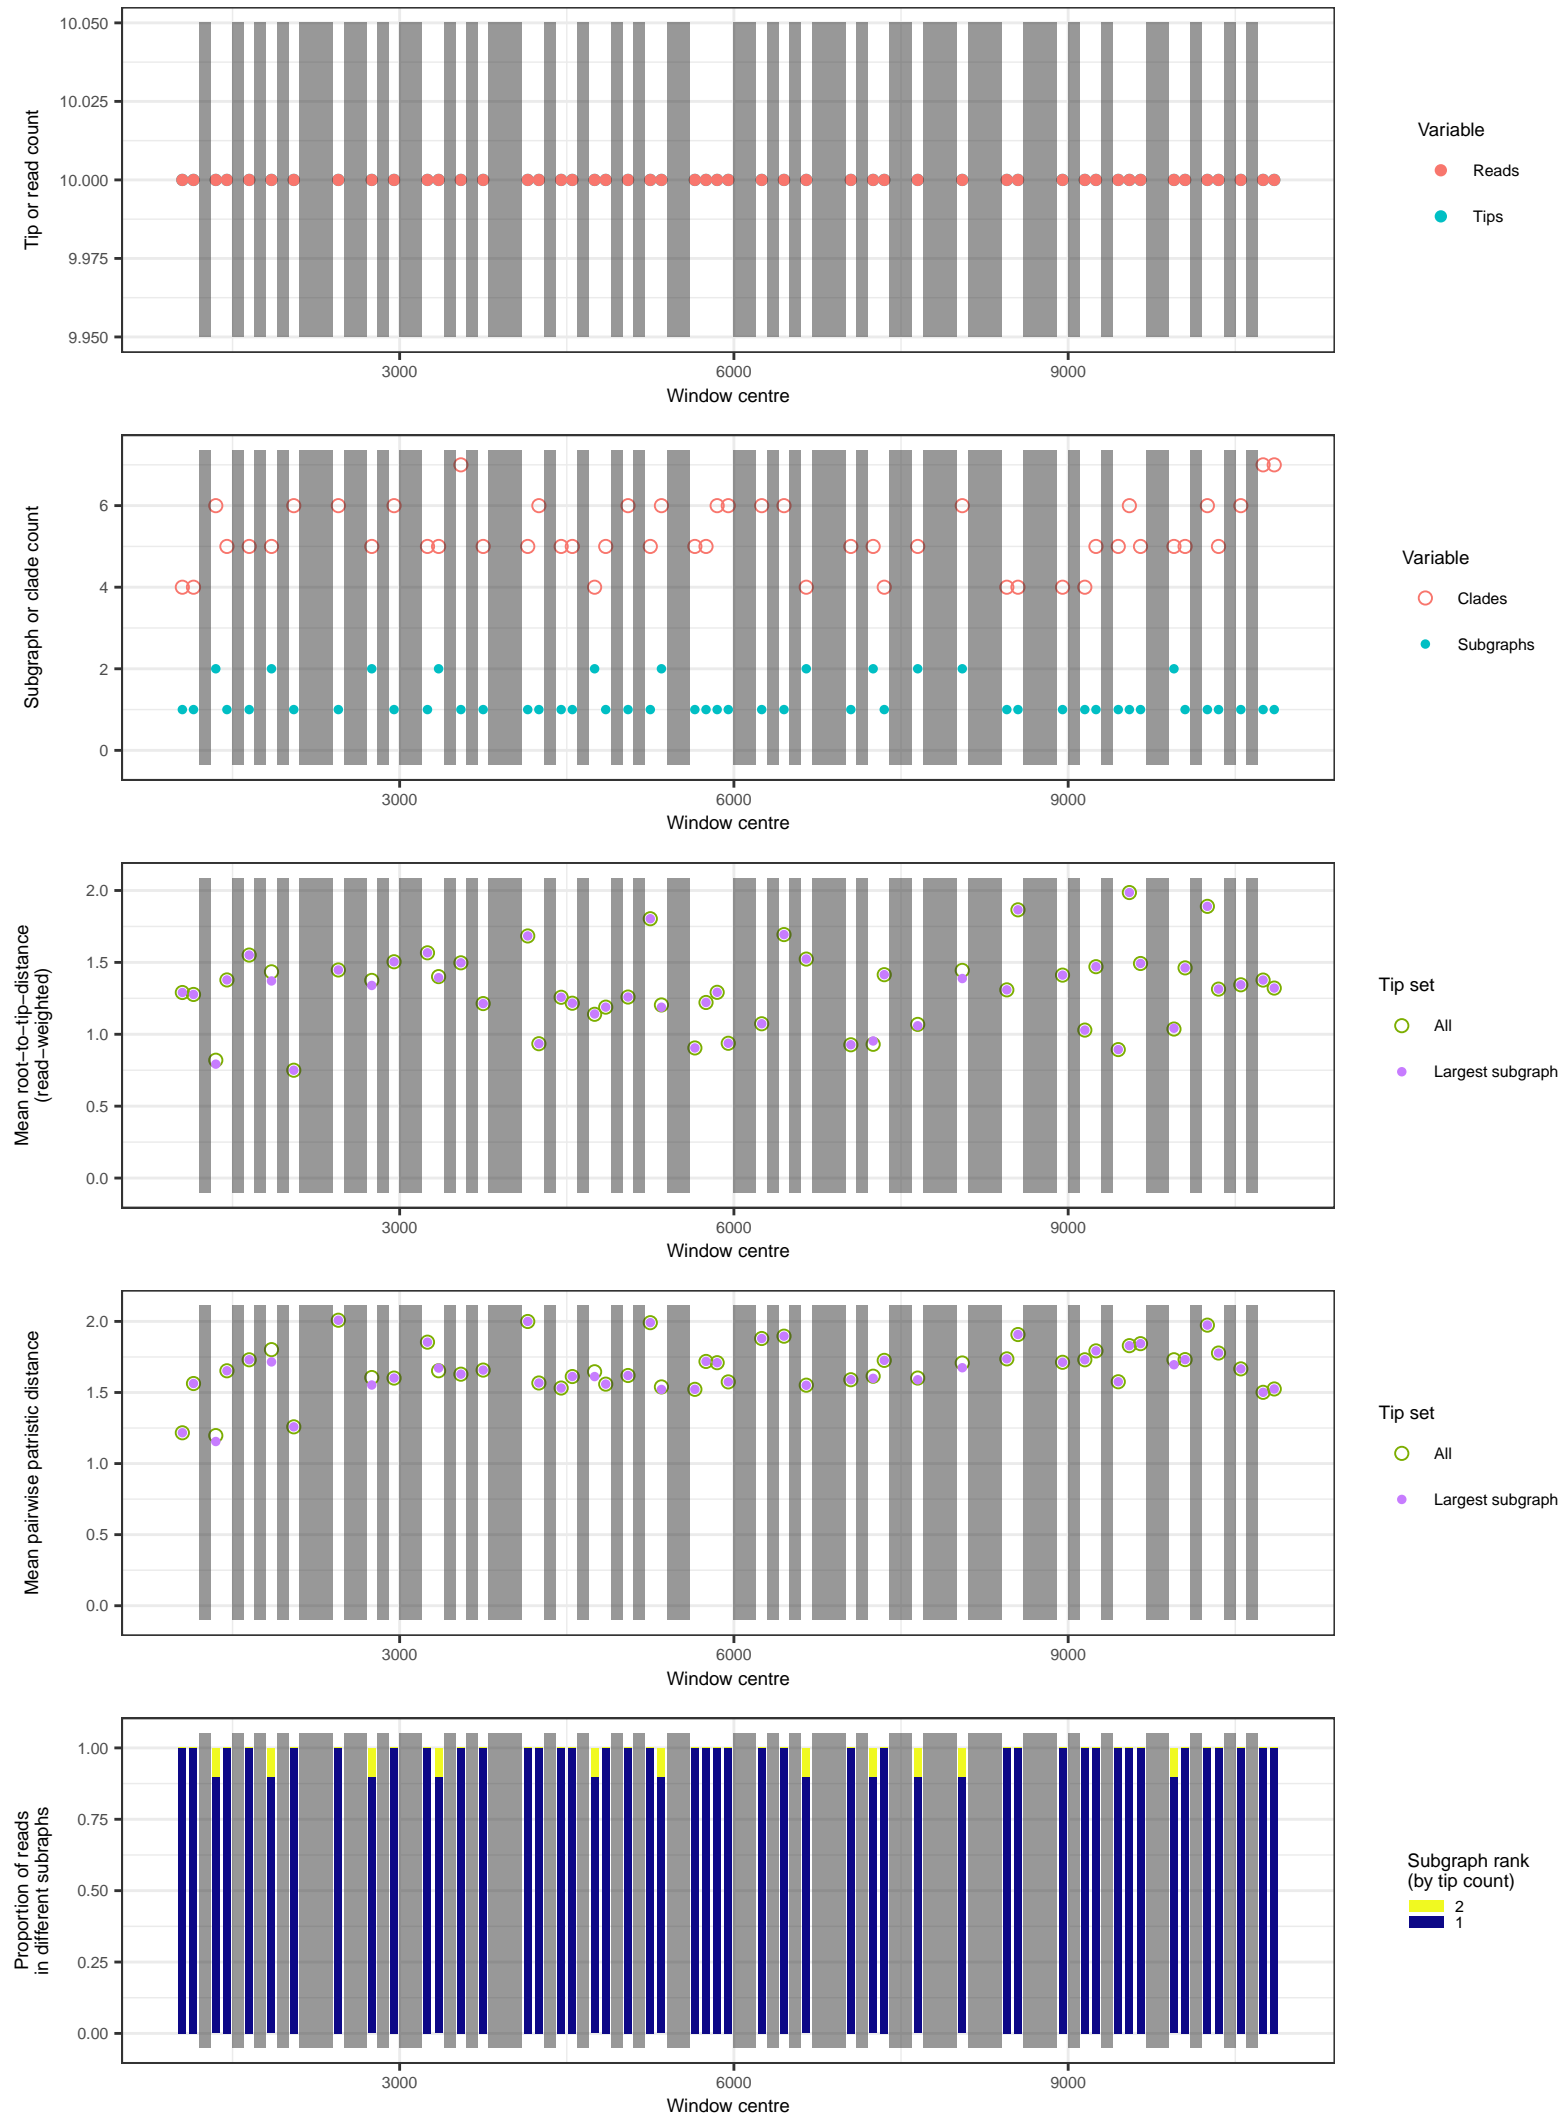 10.050
10.025
10.000
9.975
9.950
Tip or read count
3000 6000 9000
Window centre
Variable
Reads
Tips
6
4
2
0
Subgraph or clade count
3000 6000 9000
Window centre
Variable
Clades
Subgraphs
2.0
1.5
1.0
0.5
0.0
Mean root−to−tip−distance
(read−weighted)
3000 6000 9000
Window centre
Tip set
All
Largest subgraph
2.0
1.5
1.0
0.5
0.0
Mean pairwise patristic distance
3000 6000 9000
Window centre
Tip set
All
Largest subgraph
1.00
0.75
0.50
0.25
0.00
Proportion of reads
in different subraphs
3000 6000 9000
Window centre
Subgraph rank
(by tip count)
2
1